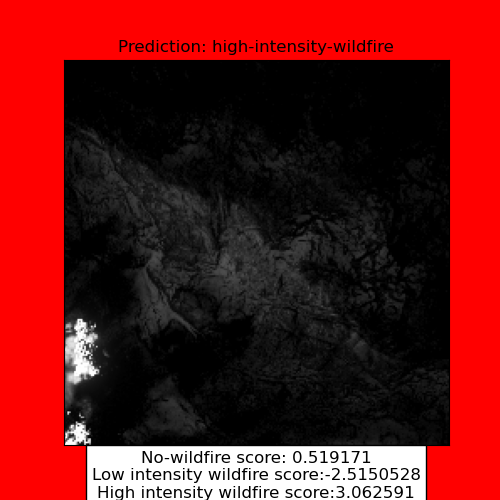 Prediction: high-intensity-wildfire
No-wildfire score: 0.519171
Low intensity wildfire score:-2.5150528
High intensity wildfire score:3.062591